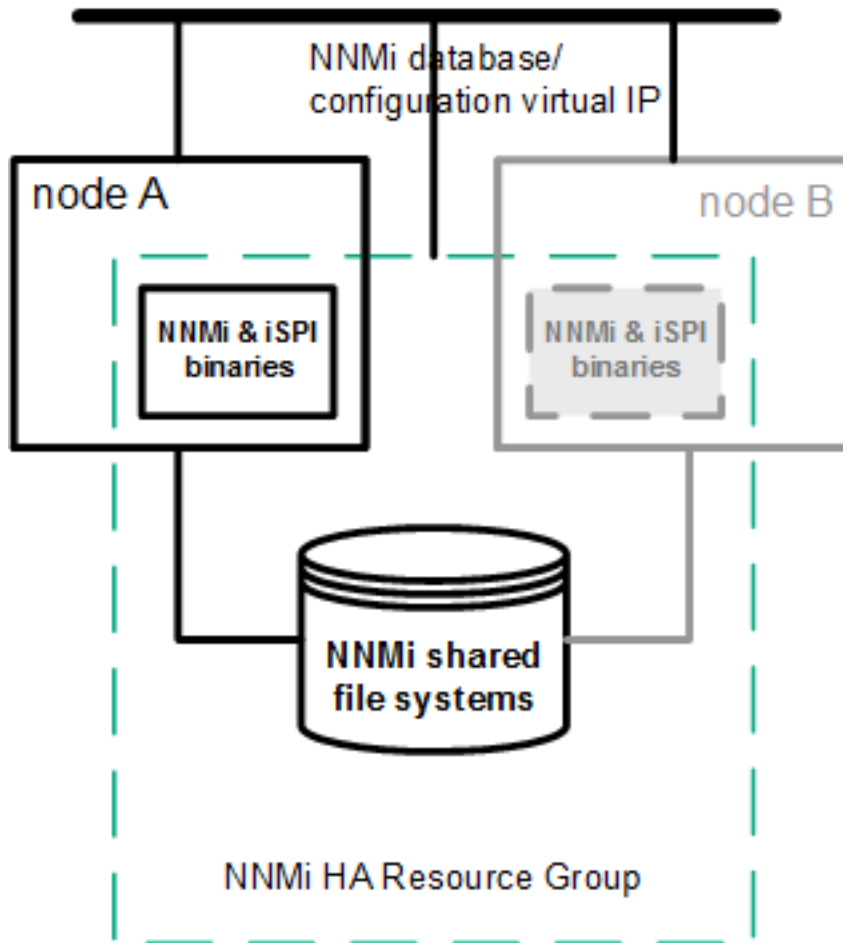 NNMi database/
configuration virtual IP
node A
node B
NNMi & iSPI
binaries
NNMi & iSPI
binaries
NNMi shared
file systems
NNMi HA Resource Group